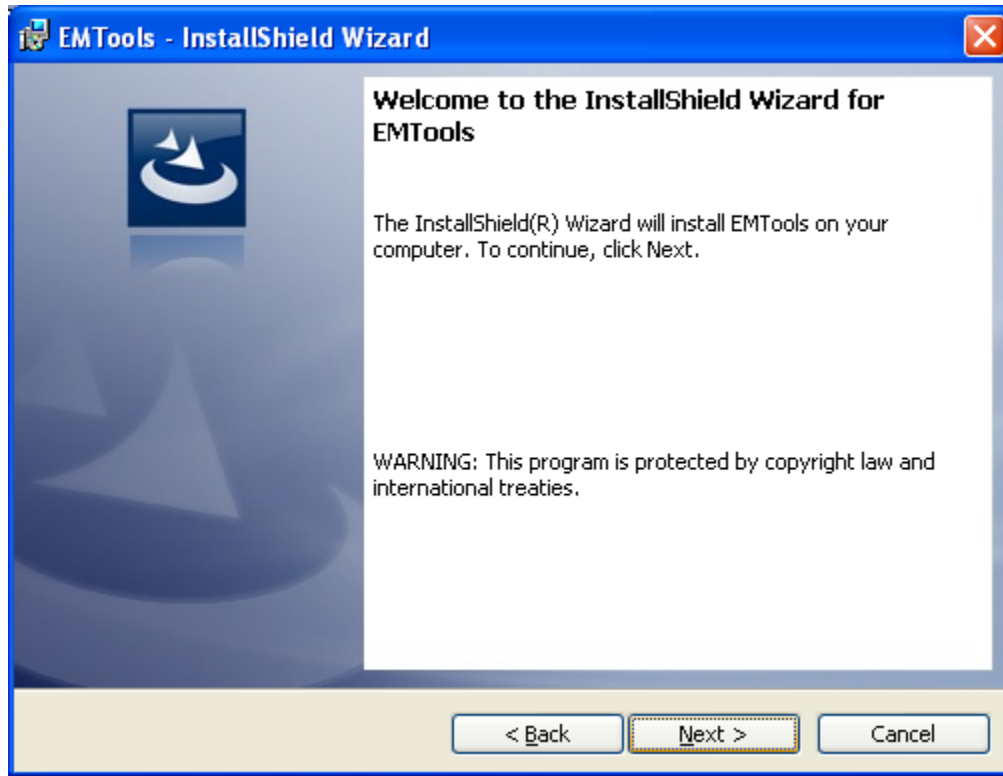 EMTools - InstallShield Wizard
Welcome to the InstallShield Wizard for
EMTools
The InstallShield(R) Wizard will install EMTools on your
computer. To continue, click Next.
WARNING: This program is protected by copyright law and
international treaties.
< Back
Next >
Cancel